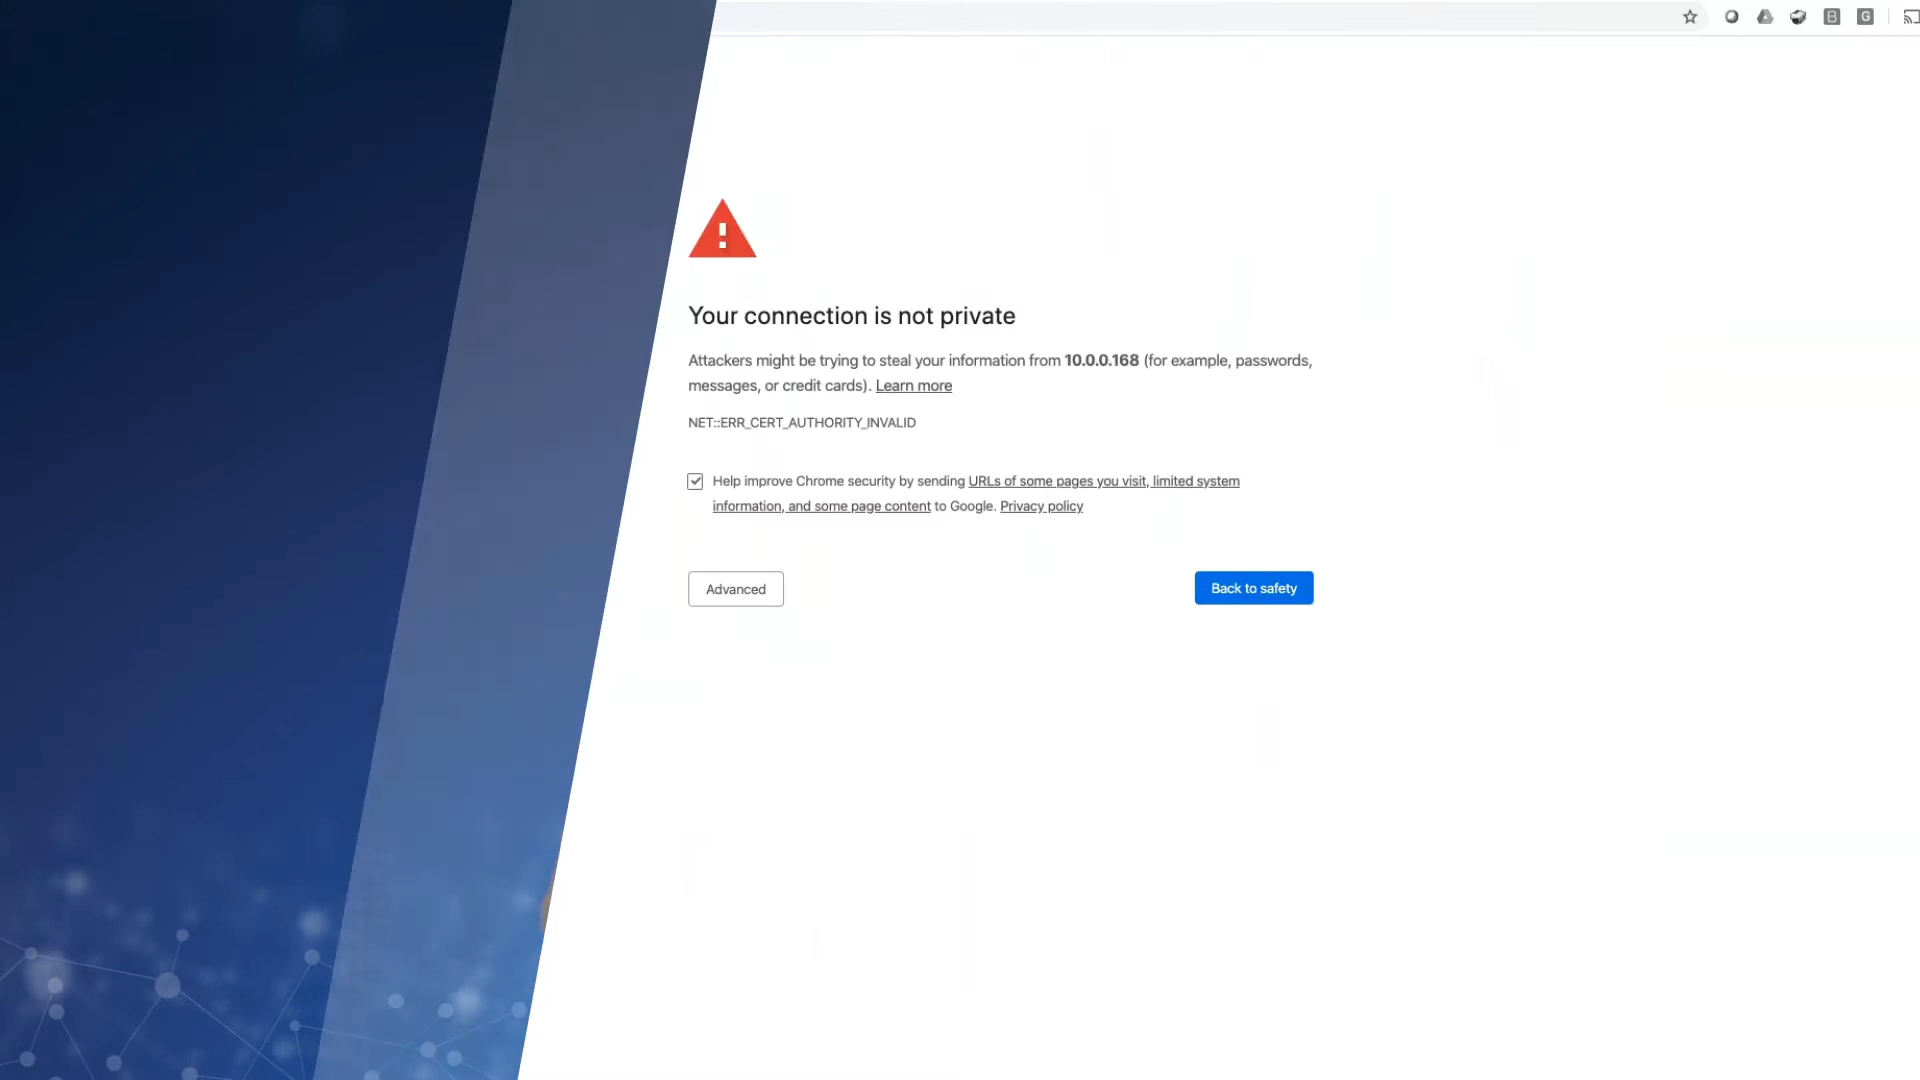 Your connection is not private
Attackers might be trying to steal your information from 10.0.0.168 (for example, passwords,
messages, or credit cards). Learn more
NET::ERR_CERT_AUTHORITY_INVALID
Help improve Chrome security by sending URLs of some pages you visit, limited system
information, and some page content to Google. Privacy policy
Advanced
Back to safety